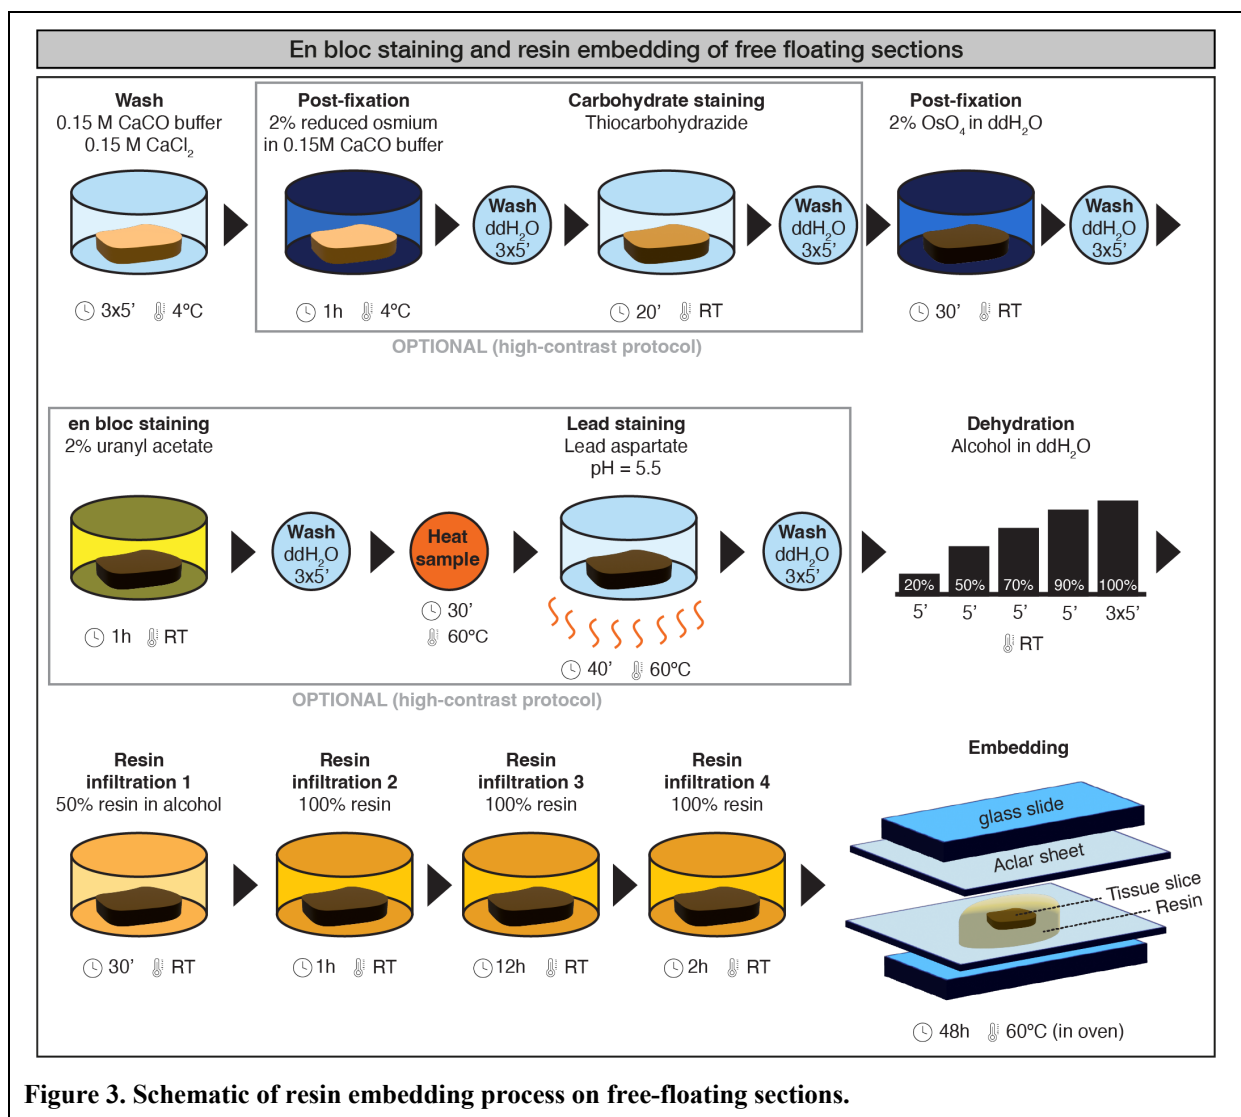 En bloc staining and resin embedding of free floating sections
Wash
0.15 M CaCO buffer
0.15 M CaCl₂
3x5’ 4ºC
Post-fixation
2% reduced osmium
in 0.15M CaCO buffer
1h 4ºC
Wash
ddH₂O
3x5’
Carbohydrate staining
Thiocarbohydrazide
20’ RT
Wash
ddH₂O
3x5’
OPTIONAL (high-contrast protocol)
Post-fixation
2% OsO₄ in ddH₂O
30’ RT
Wash
ddH₂O
3x5’
en bloc staining
2% uranyl acetate
1h RT
Wash
ddH₂O
3x5’
Heat
sample
30’
60ºC
Lead staining
Lead aspartate
pH = 5.5
40’ 60ºC
Wash
ddH₂O
3x5’
OPTIONAL (high-contrast protocol)
Dehydration
Alcohol in ddH₂O
20% 50% 70% 90% 100%
5’ 5’ 5’ 5’ 3x5’
RT
Resin
infiltration 1
50% resin in alcohol
30’ RT
Resin
infiltration 2
100% resin
1h RT
Resin
infiltration 3
100% resin
12h RT
Resin
infiltration 4
100% resin
2h RT
Embedding
glass slide
Aclar sheet
Tissue slice
Resin
48h 60ºC (in oven)
Figure 3. Schematic of resin embedding process on free-floating sections.